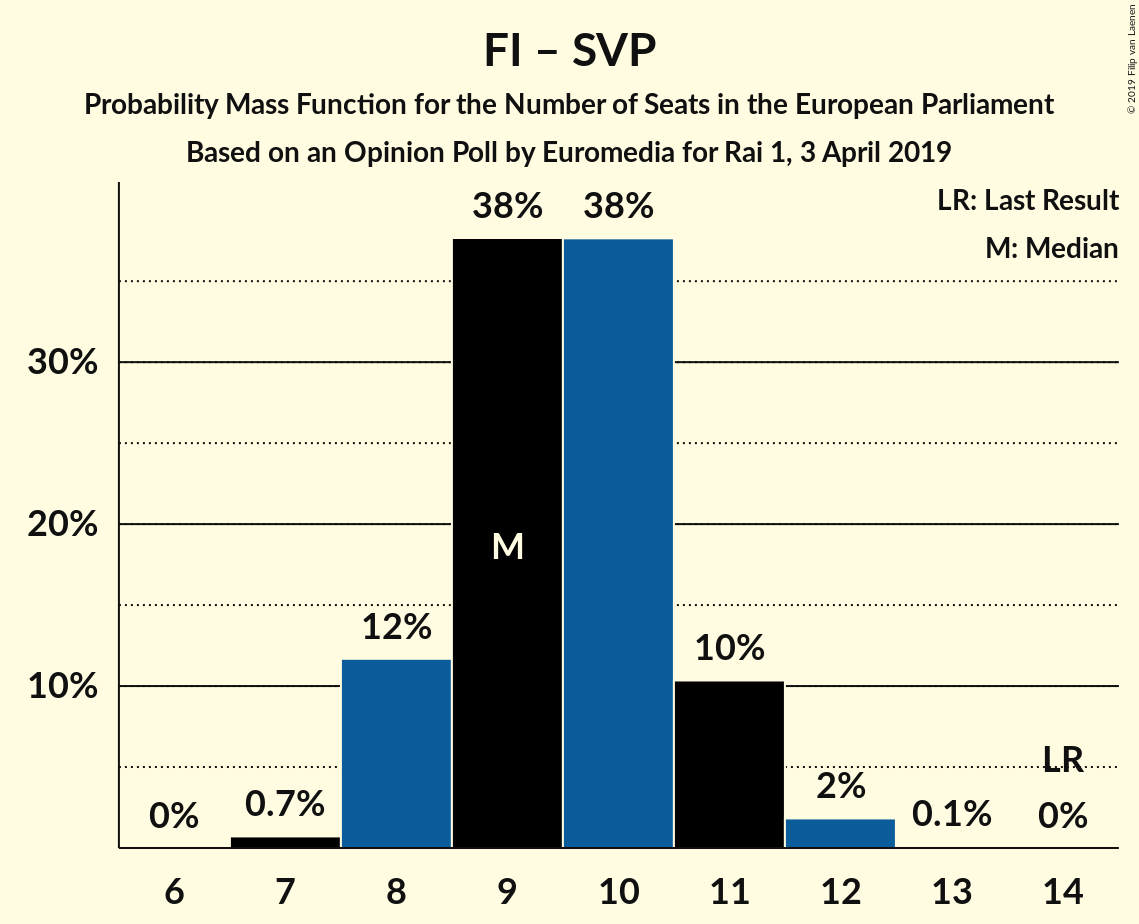 FI – SVP
Probability Mass Function for the Number of Seats in the European Parliament
Based on an Opinion Poll by Euromedia for Rai 1, 3 April 2019
© 2019 Filip van Laenen
LR: Last Result
M: Median
38% 38%
30%
20%
M
12%
10%
10%
LR
2%
0% 0.7% 0.1% 0%
6 7 8 9 10 11 12 13 14